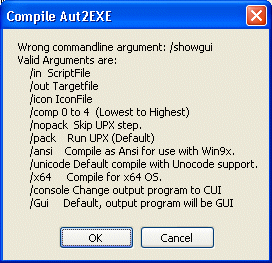 Compile Aut2EXE
Wrong commandline argument: /showgui
Valid Arguments are:
/in ScriptFile
/out Targetfile
/icon IconFile
/comp 0 to 4 (Lowest to Highest)
/nopack Skip UPX step.
/pack Run UPX (Default)
/ansi Compile as Ansi for use with Win9x.
/unicode Default compile with Unocode support.
/x64 Compile for x64 OS.
/console Change output program to CUI
/Gui Default, output program will be GUI
OK Cancel